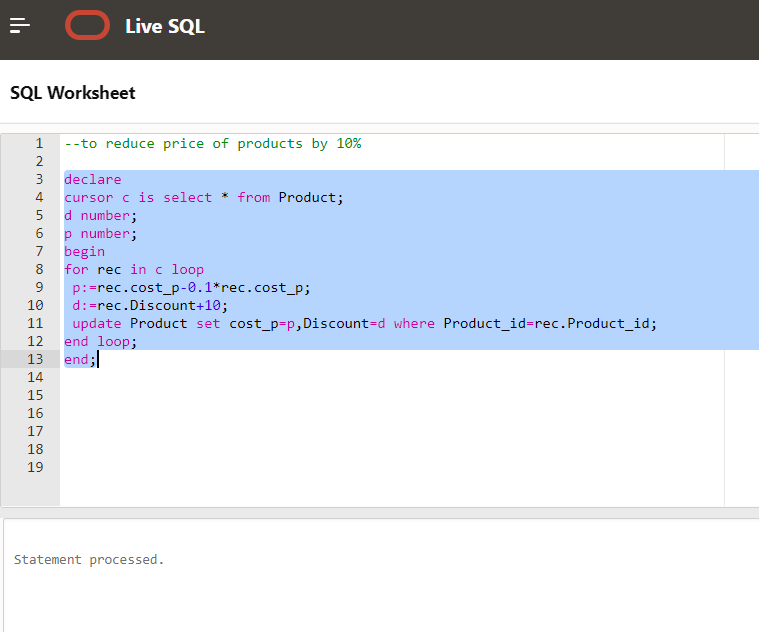 Live SQL
SQL Worksheet
1 --to reduce price of products by 10%
2
3 declare
4 cursor c is select * from Product;
5 d number;
6 p number;
7 begin
8 for rec in c loop
9 p:=rec.cost_p-0.1*rec.cost_p;
10 d:=rec.Discount+10;
11 update Product set cost_p=p,Discount=d where Product_id=rec.Product_id;
12 end loop;
13 end;
14
15
16
17
18
19
Statement processed.